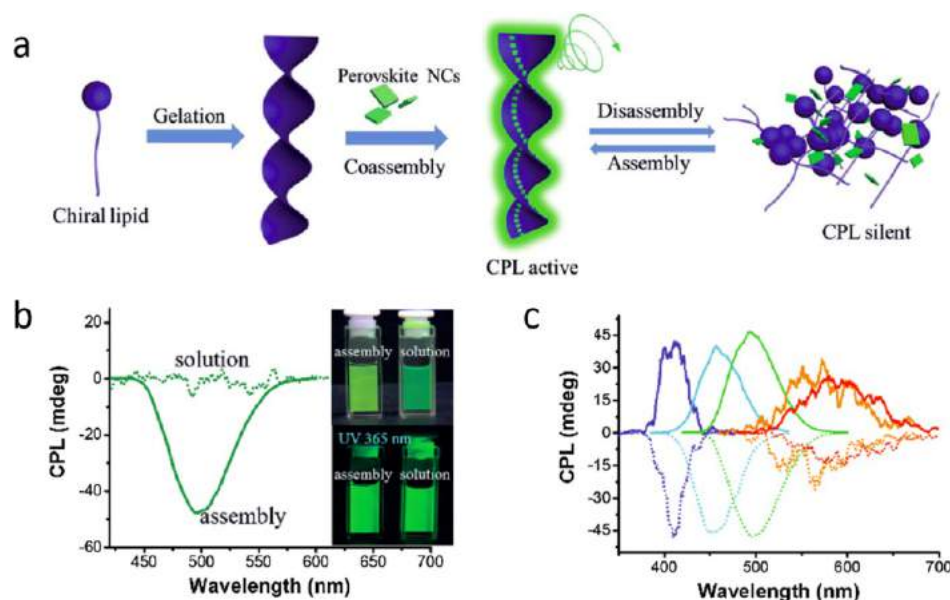 a
Chiral lipid
Gelation
Perovskite NCs
Coassembly
CPL active
Disassembly
Assembly
CPL silent
b
CPL (mdeg)
20
0
-20
-40
-60
solution
assembly
450 500 550 600 650 700
Wavelength (nm)
assembly solution
UV 365 nm
assembly solution
c
CPL (mdeg)
45
30
15
0
-15
-30
-45
400 500 600 700
Wavelength (nm)